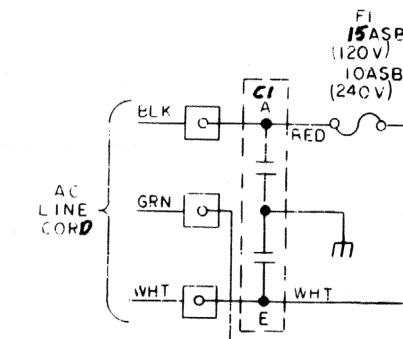 F1
15ASB
(120V)
10ASB
(240V)
C1
BLK
A
RED
AC
LINE
CORD
GRN
WHT
WHT
E